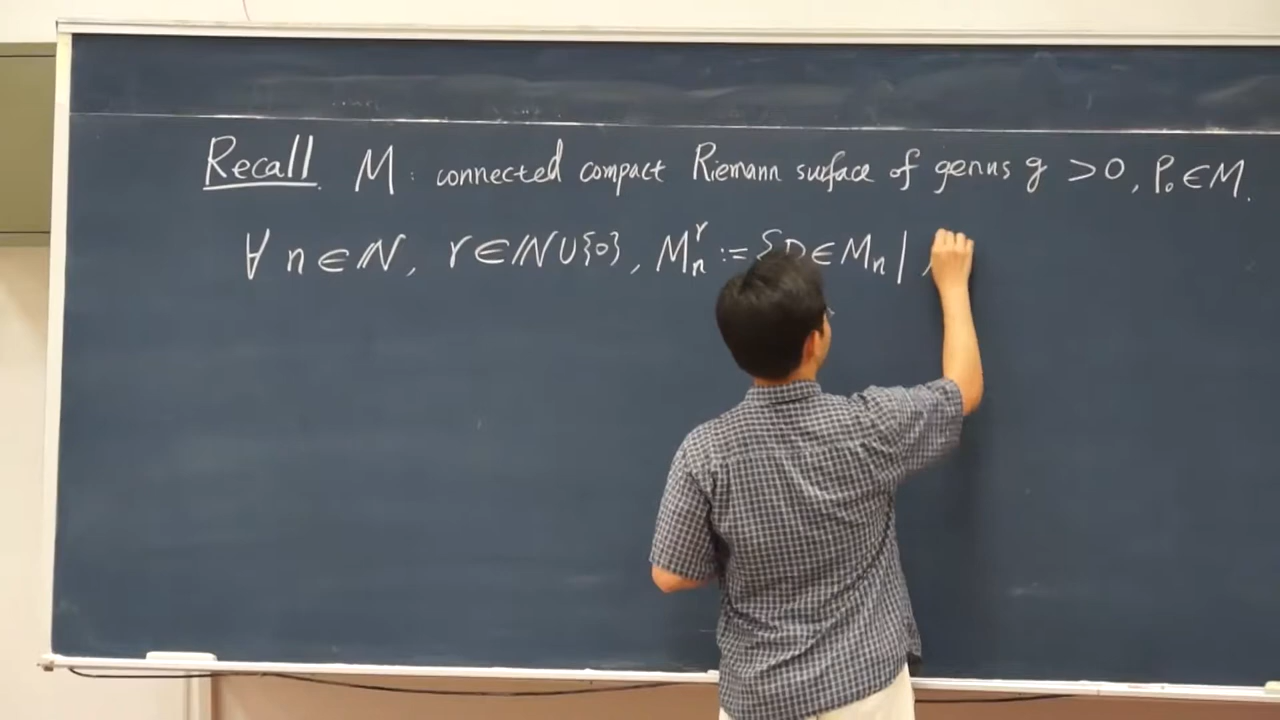 Recall. M : connected compact Riemann surface of genus g > 0, P₀ ∈ M.
∀ n ∈ ℕ, r ∈ ℕ ∪ {0}, Mₙʳ := {D ∈ Mₙ |